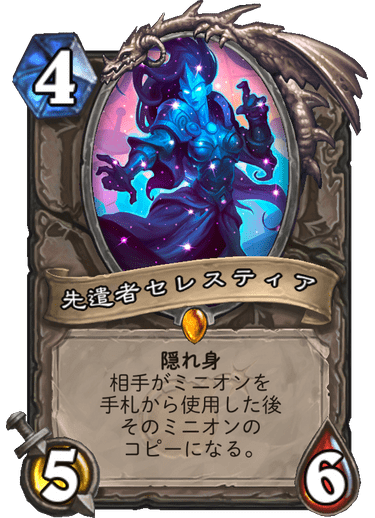 4
先遣者セレスティア
隠れ身
相手がミニオンを
手札から使用した後
そのミニオンの
コピーになる。
5
6